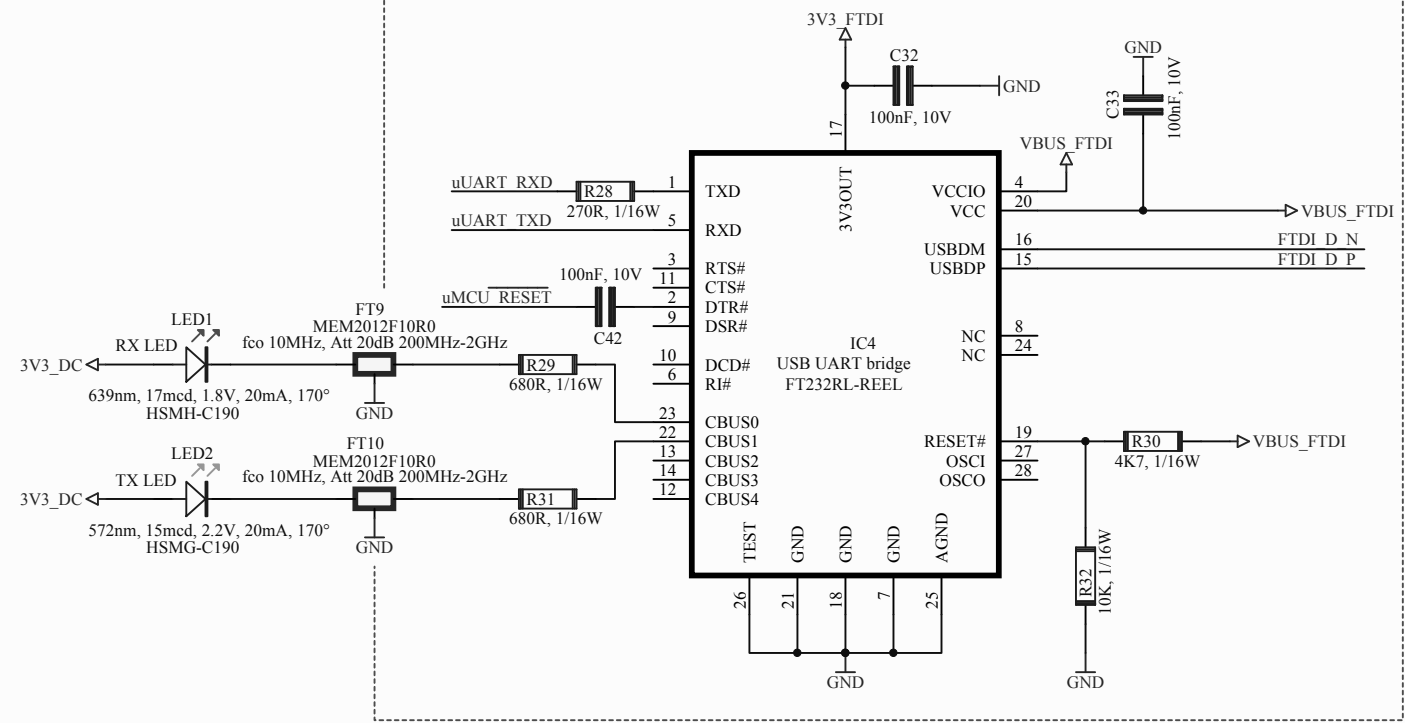 3V3_FTDI
C32
100nF, 10V
GND
GND
C33
100nF, 10V
17
VBUS_FTDI
uUART_RXD
R28
270R, 1/16W
1
TXD
3V3OUT
VCCIO
4
VCC
20
VBUS_FTDI
uUART_TXD
5
RXD
USBDM
16
FTDI_D_N
USBDP
15
FTDI_D_P
3
RTS#
100nF, 10V
11
CTS#
uMCU_RESET
2
DTR#
C42
9
DSR#
NC
8
NC
24
IC4
USB UART bridge
FT232RL-REEL
10
DCD#
6
RI#
LED1
RX LED
3V3_DC
639nm, 17mcd, 1.8V, 20mA, 170°
HSMH-C190
FT9
MEM2012F10R0
fco 10MHz, Att 20dB 200MHz-2GHz
GND
R29
680R, 1/16W
23
CBUS0
22
CBUS1
13
CBUS2
14
CBUS3
12
CBUS4
RESET#
19
R30
4K7, 1/16W
VBUS_FTDI
OSCI
27
OSCO
28
LED2
TX LED
3V3_DC
572nm, 15mcd, 2.2V, 20mA, 170°
HSMG-C190
FT10
MEM2012F10R0
fco 10MHz, Att 20dB 200MHz-2GHz
GND
R31
680R, 1/16W
TEST
GND
GND
GND
AGND
26
21
18
7
25
GND
R32
10K, 1/16W
GND